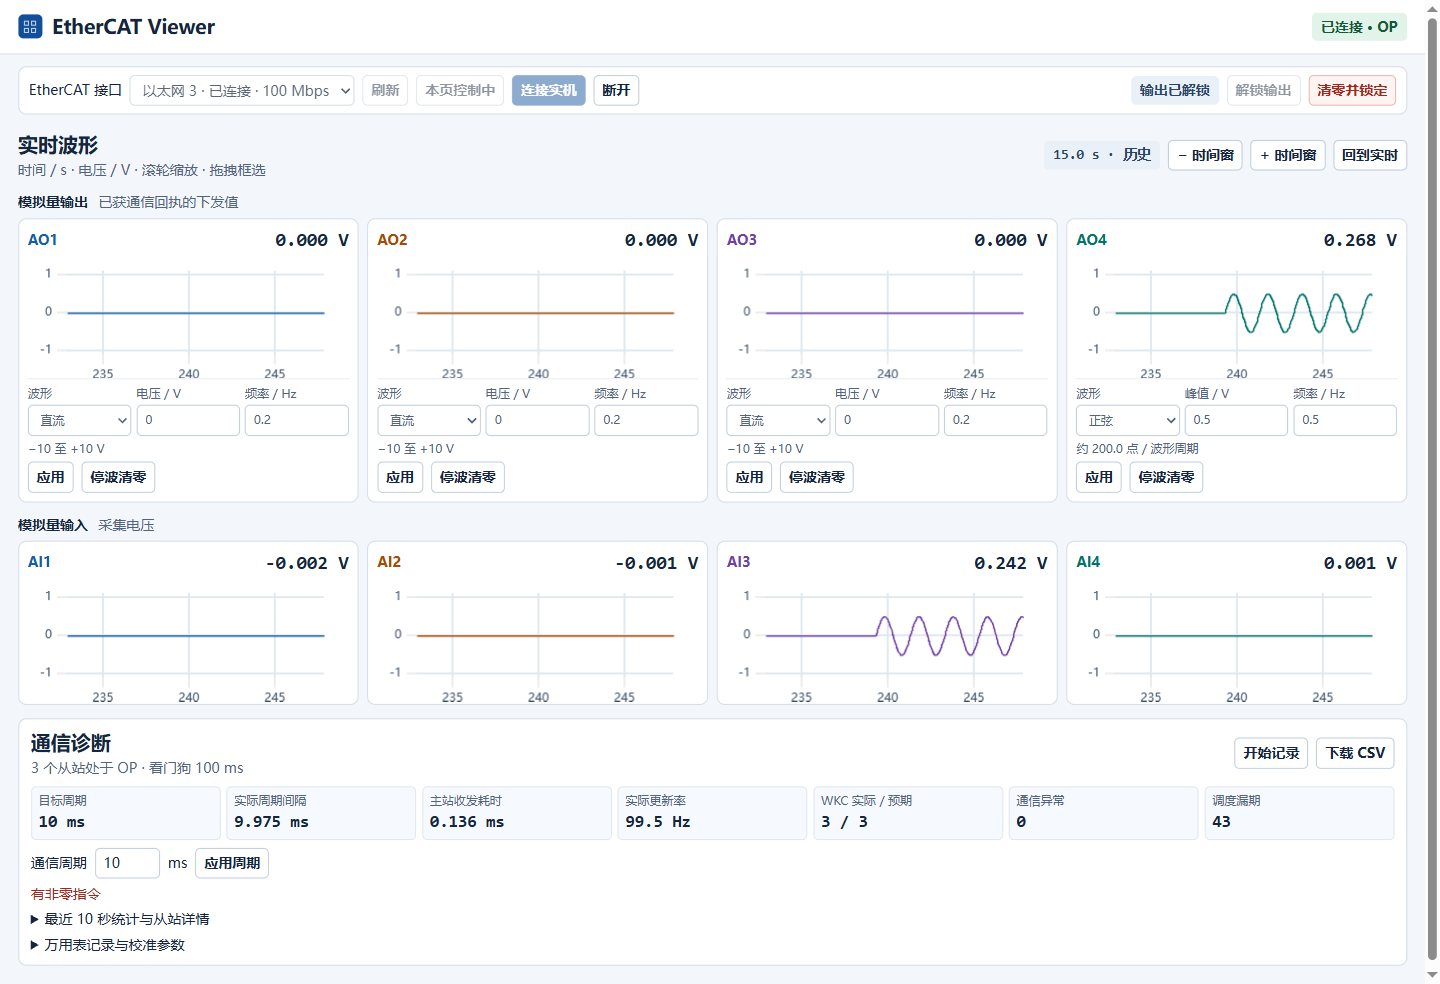 EtherCAT Viewer
已连接 • OP
EtherCAT 接口 以太网 3 · 已连接 · 100 Mbps 刷新 本页控制中 连接实机 断开 输出已解锁 解锁输出 清零并锁定
实时波形
时间 / s · 电压 / V · 滚轮缩放 · 拖拽框选
15.0 s · 历史 − 时间窗 + 时间窗 回到实时
模拟量输出 已获通信回执的下发值
AO1 0.000 V
1
0
-1
235 240 245
波形 电压 / V 频率 / Hz
直流 0 0.2
−10 至 +10 V
应用 停波清零
AO2 0.000 V
1
0
-1
235 240 245
波形 电压 / V 频率 / Hz
直流 0 0.2
−10 至 +10 V
应用 停波清零
AO3 0.000 V
1
0
-1
235 240 245
波形 电压 / V 频率 / Hz
直流 0 0.2
−10 至 +10 V
应用 停波清零
AO4 0.268 V
1
0
-1
235 240 245
波形 峰值 / V 频率 / Hz
正弦 0.5 0.5
约 200.0 点 / 波形周期
应用 停波清零
模拟量输入 采集电压
AI1 -0.002 V
1
0
-1
235 240 245
AI2 -0.001 V
1
0
-1
235 240 245
AI3 0.242 V
1
0
-1
235 240 245
AI4 0.001 V
1
0
-1
235 240 245
通信诊断
3 个从站处于 OP · 看门狗 100 ms
开始记录 下载 CSV
目标周期
10 ms
实际周期间隔
9.975 ms
主站收发耗时
0.136 ms
实际更新率
99.5 Hz
WKC 实际 / 预期
3 / 3
通信异常
0
调度漏期
43
通信周期 10 ms 应用周期
有非零指令
▶ 最近 10 秒统计与从站详情
▶ 万用表记录与校准参数